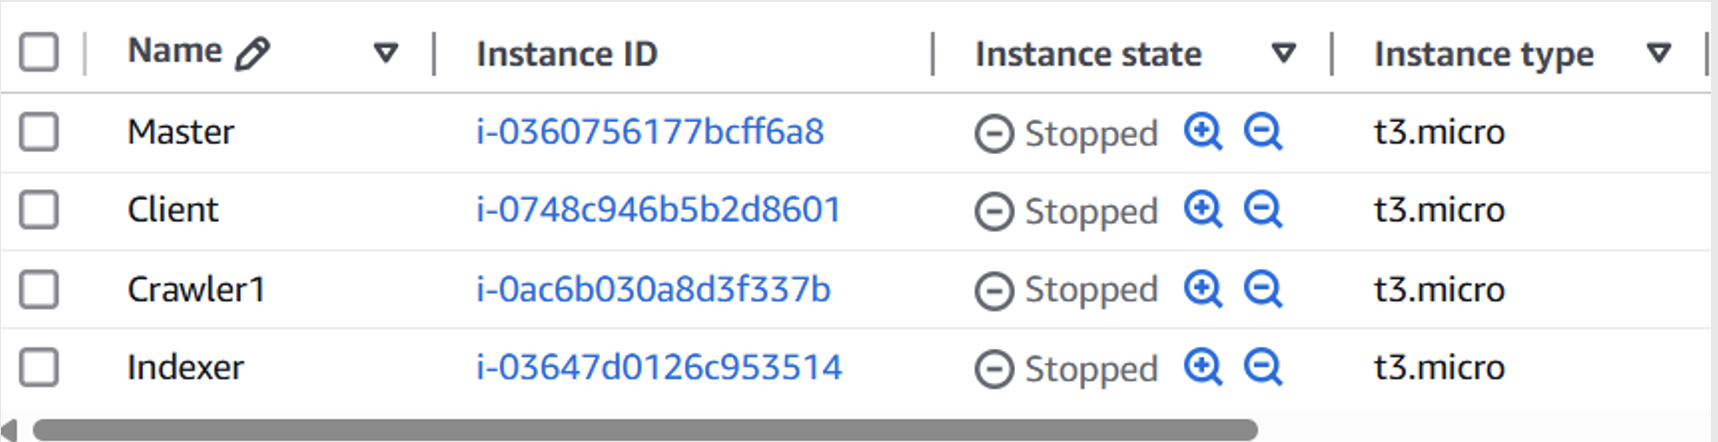 Name Instance ID Instance state Instance type
Master i-0360756177bcff6a8 Stopped t3.micro
Client i-0748c946b5b2d8601 Stopped t3.micro
Crawler1 i-0ac6b030a8d3f337b Stopped t3.micro
Indexer i-03647d0126c953514 Stopped t3.micro